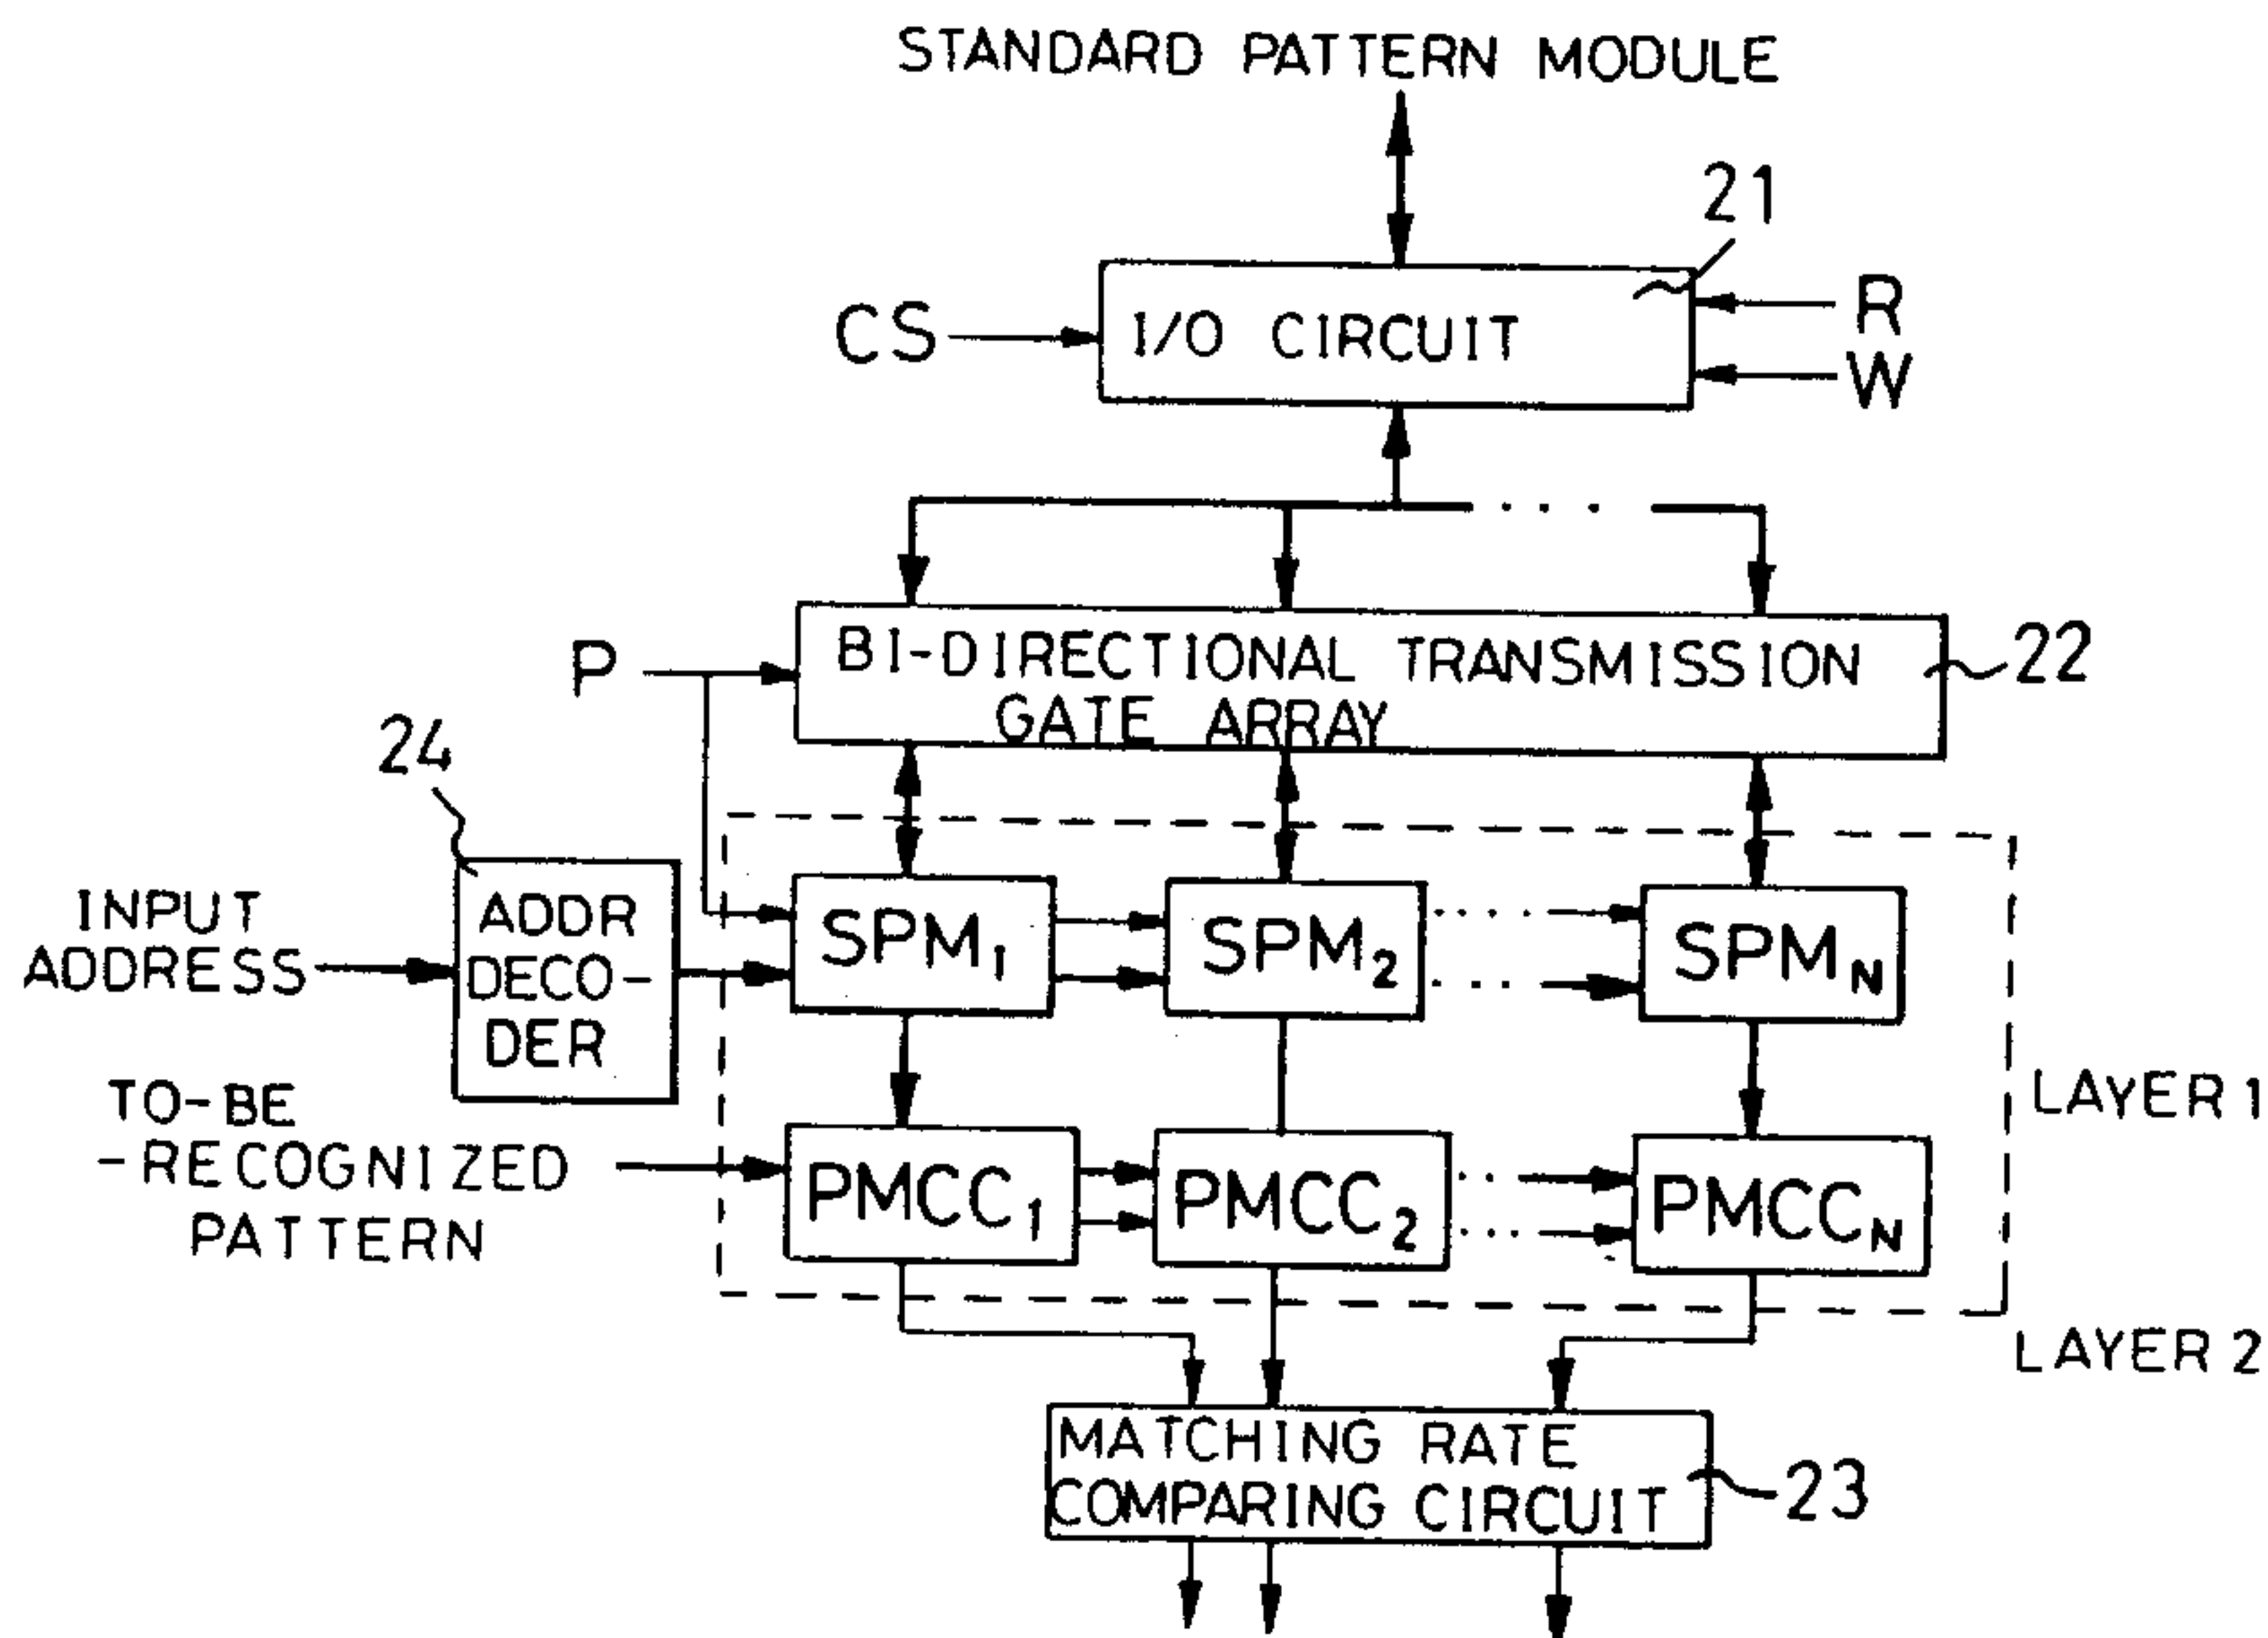 STANDARD PATTERN MODULE
21
CS
I/O CIRCUIT
R
W
P
BI-DIRECTIONAL TRANSMISSION
GATE ARRAY
22
24
INPUT
ADDRESS
ADDR
DECO-
DER
SPM1
SPM2
SPMN
TO-BE
-RECOGNIZED
PATTERN
PMCC1
PMCC2
PMCCN
LAYER 1
LAYER 2
MATCHING RATE
COMPARING CIRCUIT
23